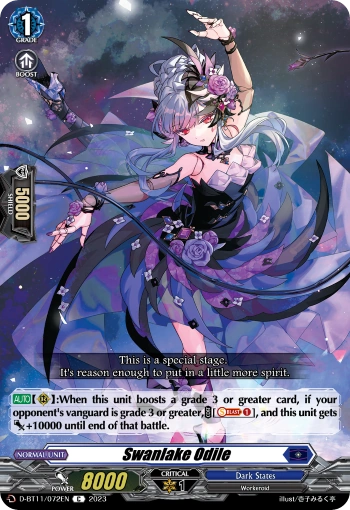 1
GRADE
BOOST
5000
SHIELD
This is a special stage.
It's reason enough to put in a little more spirit.
AUTO【RC】:When this unit boosts a grade 3 or greater card, if your
opponent's vanguard is grade 3 or greater, [SOUL BLAST 1], and this unit gets
+10000 until end of that battle.
NORMAL UNIT
Swanlake Odile
POWER 8000
CRITICAL
1
Dark States
Workeroid
D-BT11/072EN C 2023
illust/壱子みるく亭